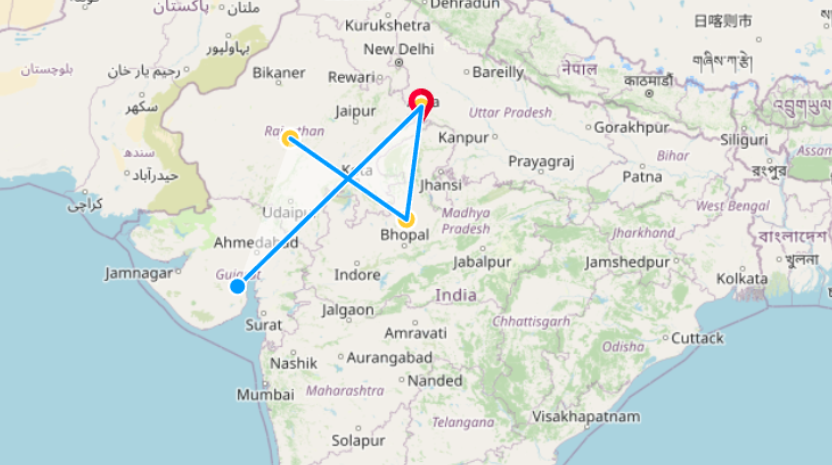 پاکستان
ملتان
Dehradun
Kurukshetra
日喀则市
بہاولپور
New Delhi
नेपाल
གཞིས་ཀ་རྩེ
بلوچستان
رحیم یار خان
Bikaner
Rewari
Bareilly
काठमाडौँ
سکھر
Jaipur
Uttar Pradesh
འབྲུག་ཡུལ
Rajasthan
Kanpur
Gorakhpur
Siliguri
سندھ
Prayagraj
Bihar
Assam
حیدرآباد
Kota
Patna
রংপুর
Jhansi
کراچی
Udaipur
Madhya
Pradesh
West Bengal
Bhopal
Jharkhand
বাংলাদেশ
Ahmedabad
Jamnagar
Gujarat
Indore
Jabalpur
Jamshedpur
খুলনা
Kolkata
India
Surat
Jalgaon
Chhattisgarh
Amravati
Odisha
Cuttack
Nashik
Aurangabad
Nanded
Mumbai
Maharashtra
Visakhapatnam
Telangana
Solapur